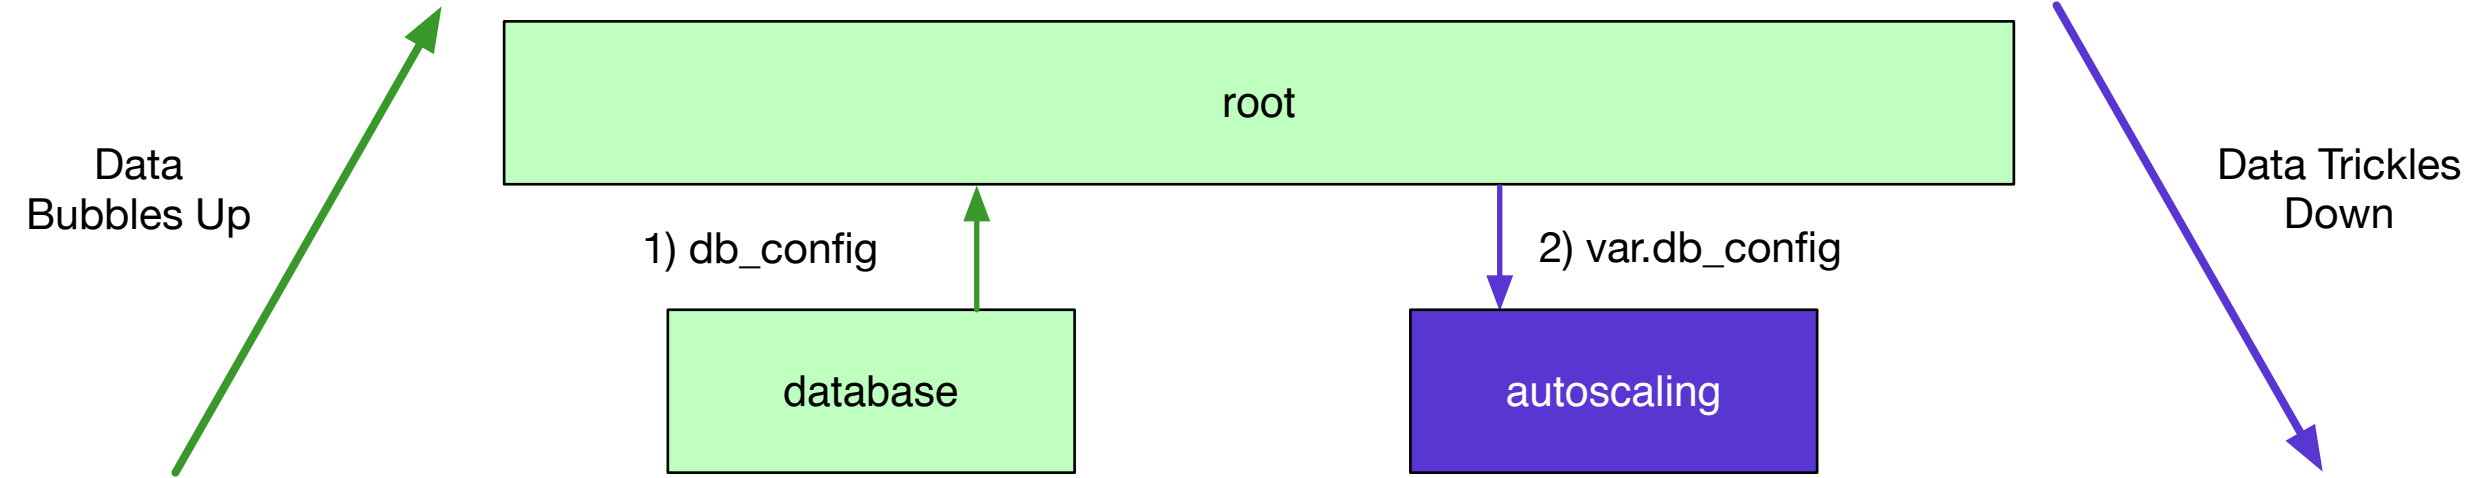 root
Data
Bubbles Up
Data Trickles
Down
1) db_config
2) var.db_config
database
autoscaling